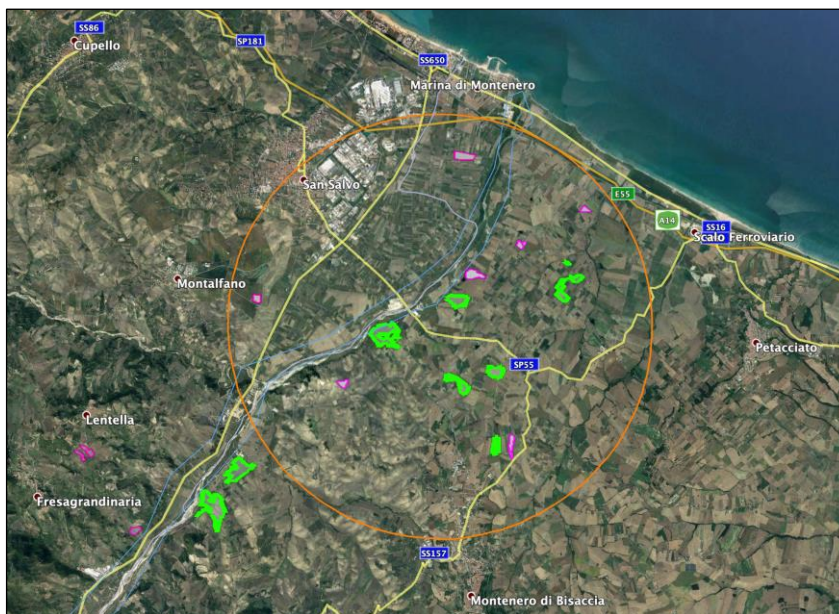 SS86
Cupello
SP181
SS650
Marina di Montenero
San Salvo
E55
A14
SS16
Scalo Ferroviario
Montalfano
Petacciato
SP55
Lentella
Fresagrandinaria
SS157
Montenero di Bisaccia